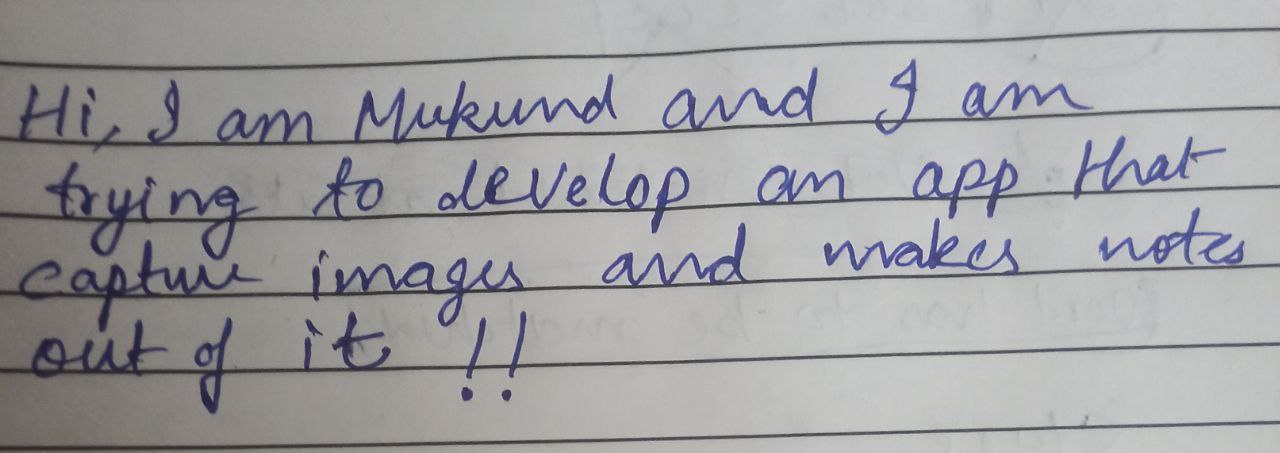 Hi, I am Mukund and I am
trying to develop an app that
capture images and makes notes
out of it !!